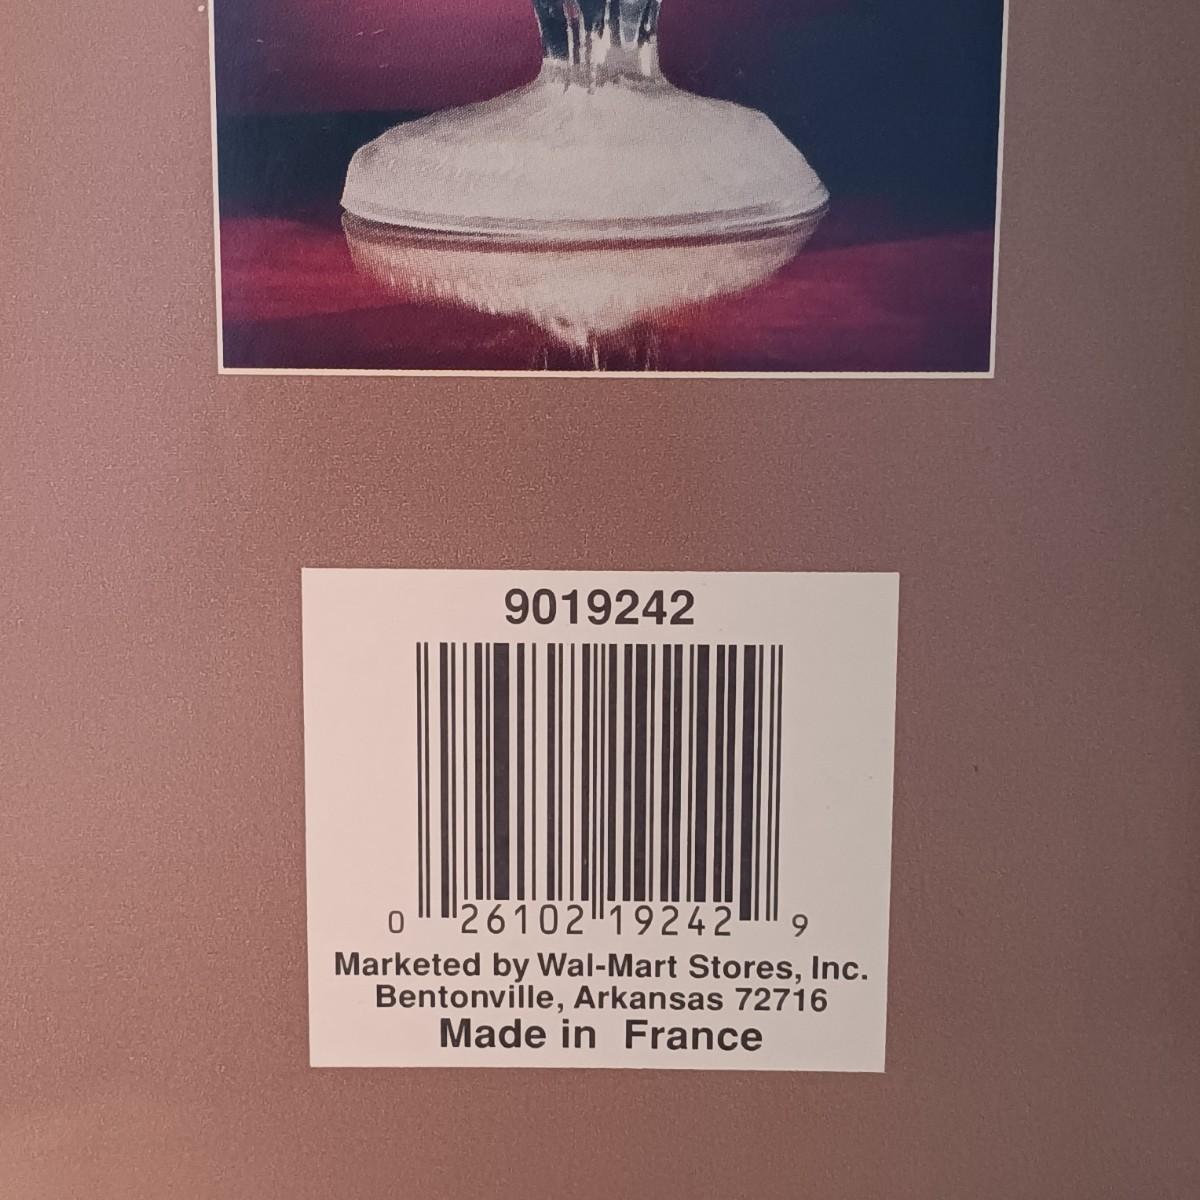 9019242
0 26102 19242 9
Marketed by Wal-Mart Stores, Inc.
Bentonville, Arkansas 72716
Made in France